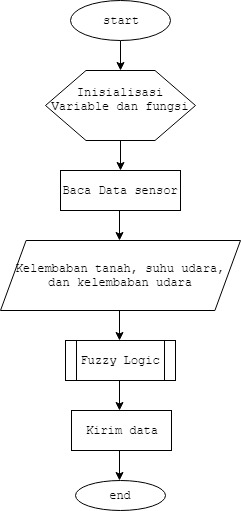 start
Inisialisasi
Variable dan fungsi
Baca Data sensor
Kelembaban tanah, suhu udara,
dan kelembaban udara
Fuzzy Logic
Kirim data
end